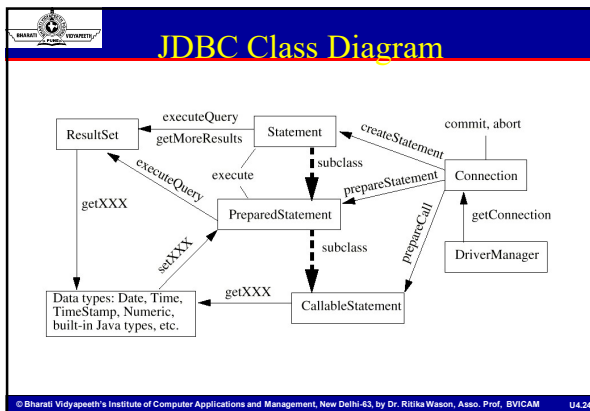 BHARATI
VIDYAPEETH
PUNE
JDBC Class Diagram
executeQuery
commit, abort
ResultSet
Statement
getMoreResults
createStatement
executeQuery
execute
subclass
prepareStatement
Connection
getXXX
PreparedStatement
getConnection
setXXX
subclass
prepareCall
DriverManager
Data types: Date, Time,
TimeStamp, Numeric,
built-in Java types, etc.
getXXX
CallableStatement
© Bharati Vidyapeeth's Institute of Computer Applications and Management, New Delhi-63, by Dr. Ritika Wason, Asso. Prof, BVICAM
U4.24